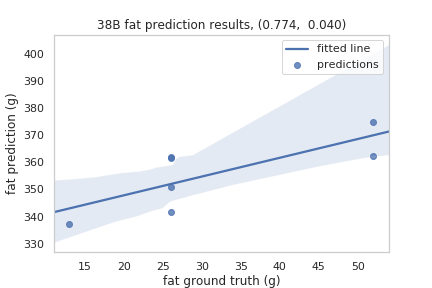 38B fat prediction results, (0.774,  0.040)
fitted line
predictions
fat prediction (g)
400
390
380
370
360
350
340
330
15 20 25 30 35 40 45 50
fat ground truth (g)